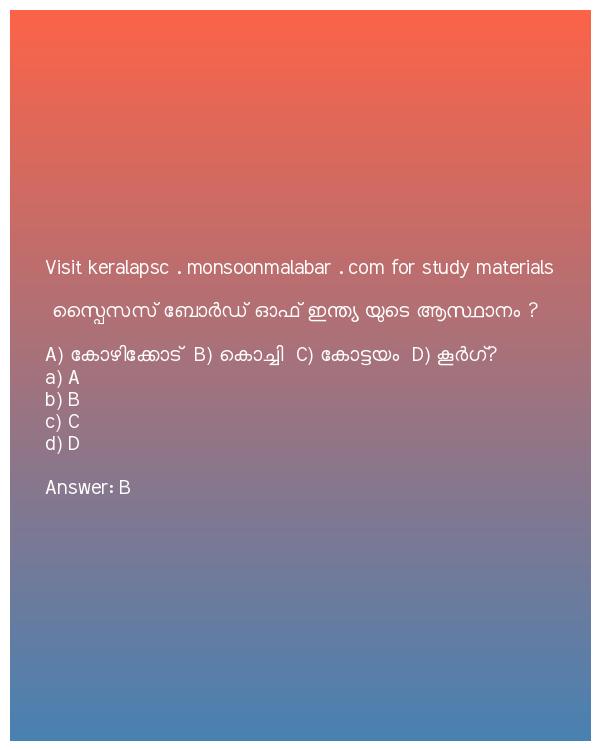 Visit keralapsc . monsoonmalabar . com for study materials
സ്പൈസസ് ബോർഡ് ഓഫ് ഇന്ത്യ യുടെ ആസ്ഥാനം ?
A) കോഴിക്കോട് B) കൊച്ചി C) കോട്ടയം D) കൂർഗ്?
a) A
b) B
c) C
d) D
Answer: B